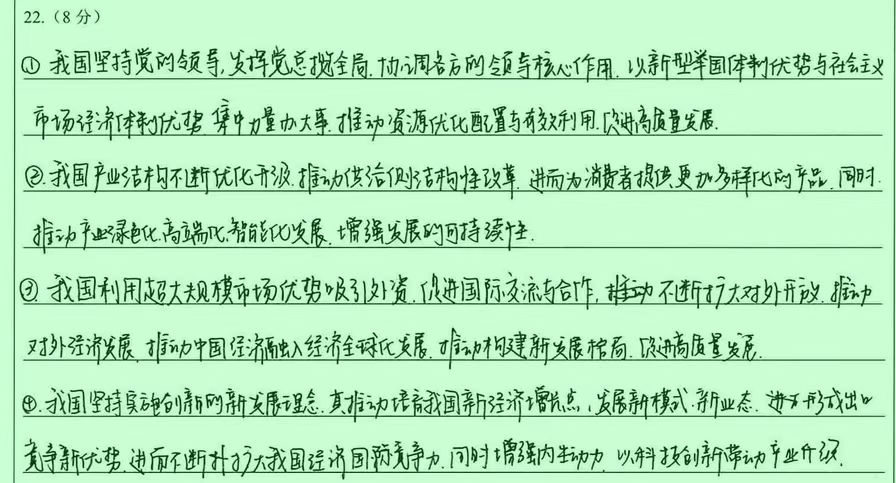 22.（8分）
① 我国坚持党的领导,发挥党总揽全局.协调各方的领导核心作用.以新型举国体制优势与社会主义
市场经济体制优势 集中力量办大事.推动资源优化配置与有效利用.促进高质量发展.
②.我国产业结构不断优化升级.推动供给侧结构性改革.进而为消费者提供更加多样化的产品.同时.
推动产业绿色化.高端化.智能化发展.增强发展的可持续性.
③ 我国利用超大规模市场优势吸引外资.促进国际交流与合作,推动不断扩大对外开放.推动
对外经济发展.推动中国经济融入经济全球化发展.推动构建新发展格局.促进高质量发展.
④.我国坚持实施创新的新发展理念.推动培育我国新经济增长点,发展新模式.新业态.进而形成出口
竞争新优势.进而不断扩大我国经济国际竞争力.同时增强内生动力.以科技创新带动产业升级.